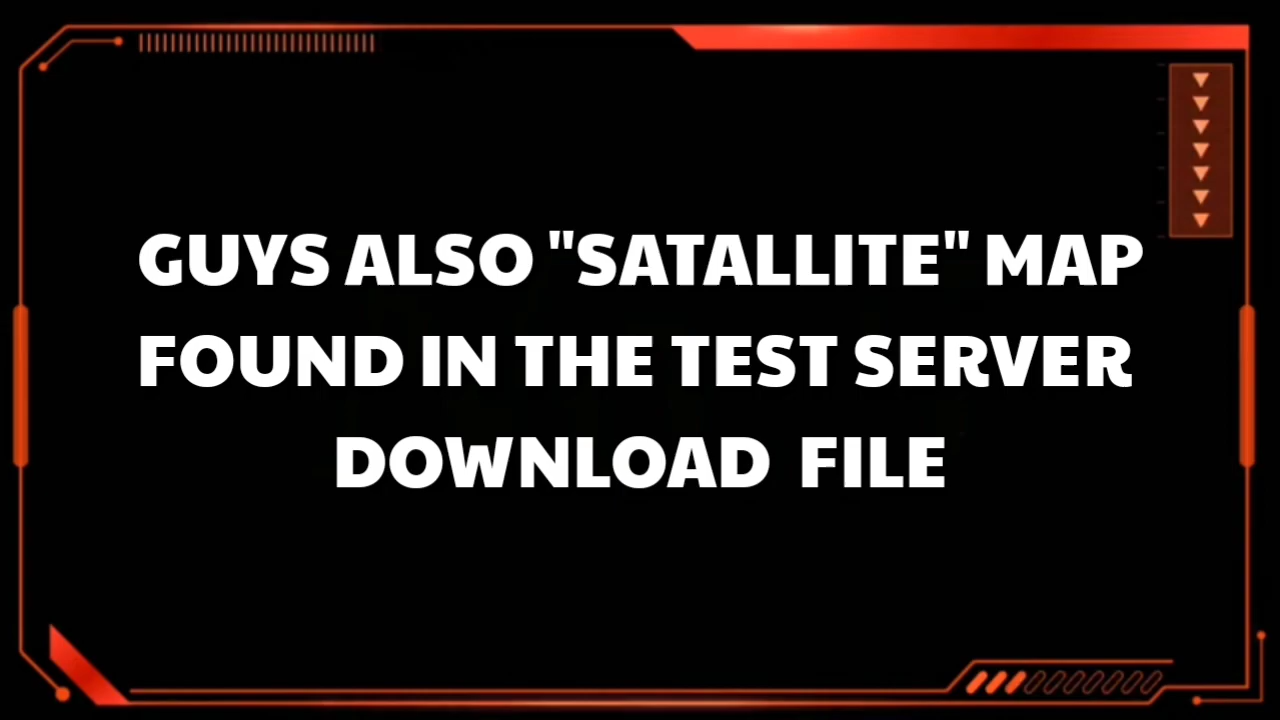 GUYS ALSO "SATALLITE" MAP
FOUND IN THE TEST SERVER
DOWNLOAD FILE